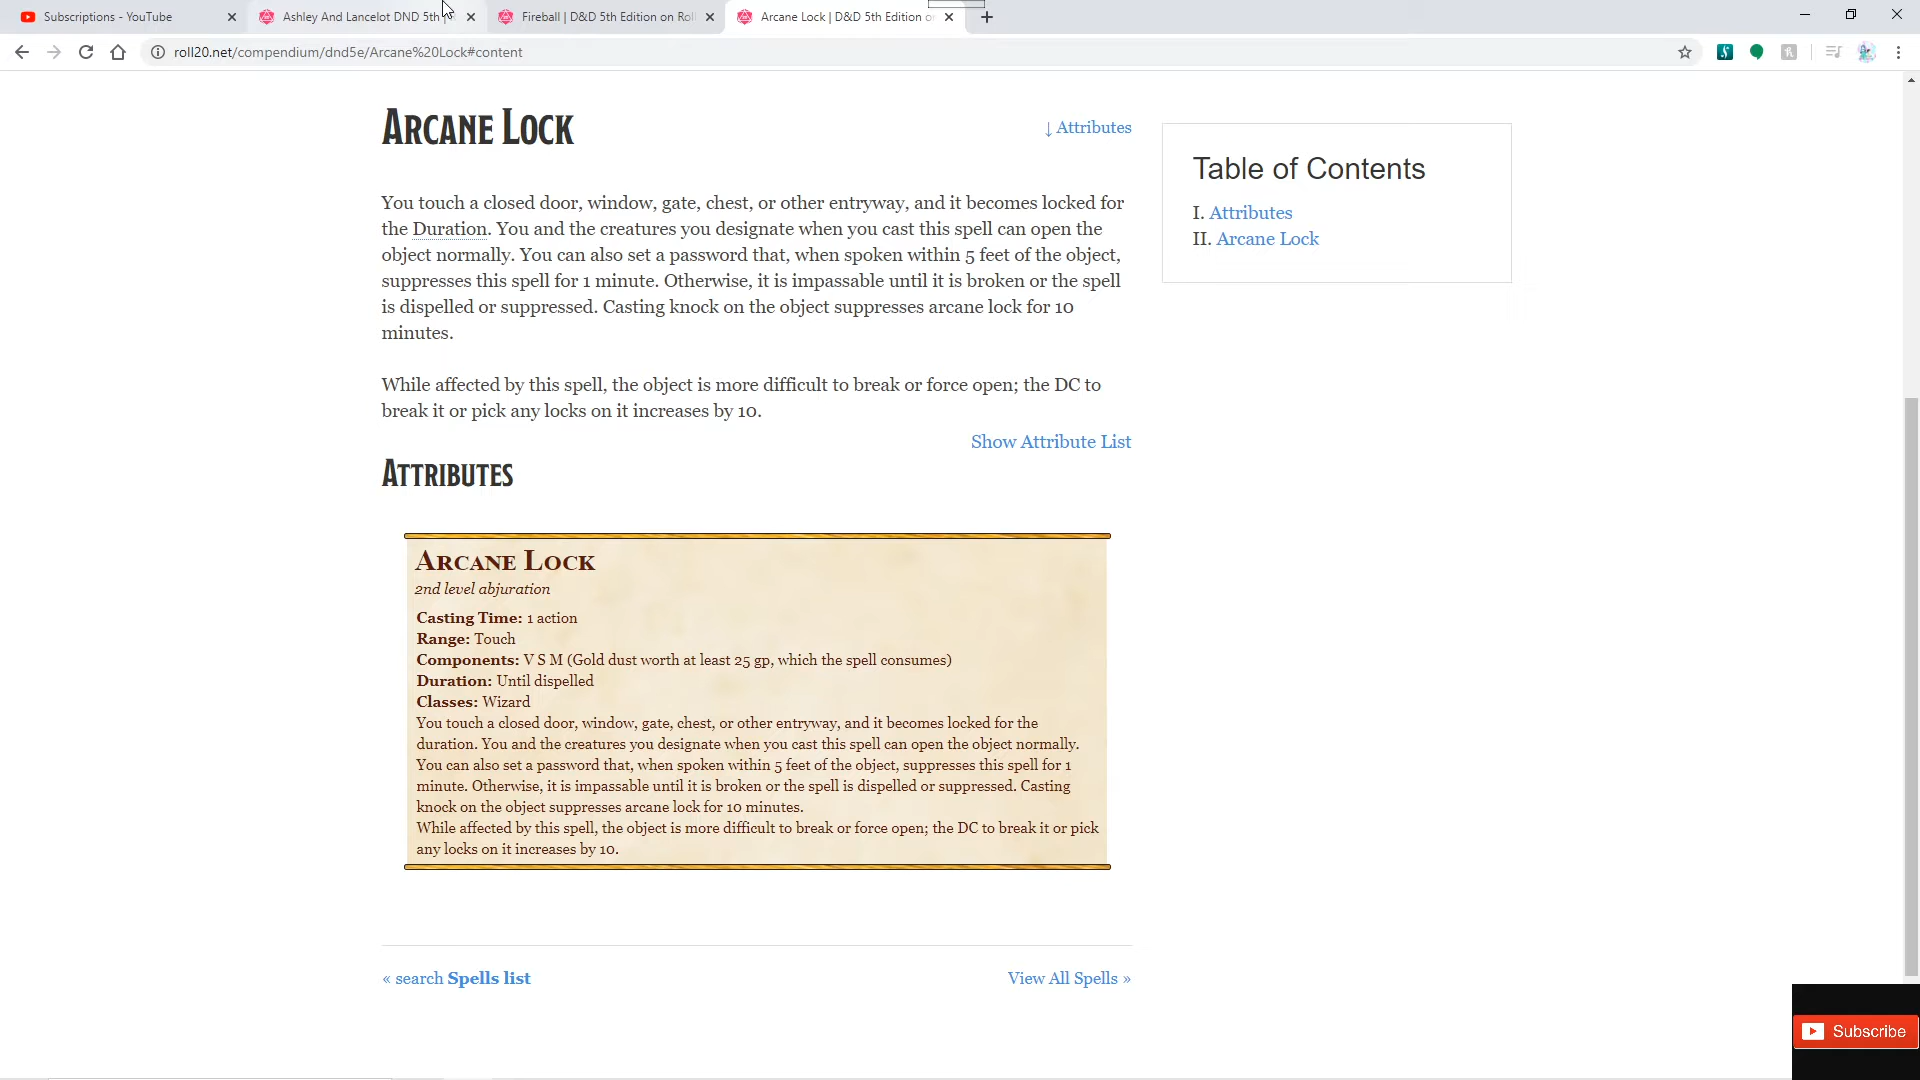 Subscriptions - YouTube
Ashley And Lancelot DND 5th
Fireball | D&D 5th Edition on Roll
Arcane Lock | D&D 5th Edition on
roll20.net/compendium/dnd5e/Arcane%20Lock#content
ARCANE LOCK
↓ Attributes
You touch a closed door, window, gate, chest, or other entryway, and it becomes locked for
the Duration. You and the creatures you designate when you cast this spell can open the
object normally. You can also set a password that, when spoken within 5 feet of the object,
suppresses this spell for 1 minute. Otherwise, it is impassable until it is broken or the spell
is dispelled or suppressed. Casting knock on the object suppresses arcane lock for 10
minutes.
While affected by this spell, the object is more difficult to break or force open; the DC to
break it or pick any locks on it increases by 10.
Show Attribute List
ATTRIBUTES
ARCANE LOCK
2nd level abjuration
Casting Time: 1 action
Range: Touch
Components: V S M (Gold dust worth at least 25 gp, which the spell consumes)
Duration: Until dispelled
Classes: Wizard
You touch a closed door, window, gate, chest, or other entryway, and it becomes locked for the
duration. You and the creatures you designate when you cast this spell can open the object normally.
You can also set a password that, when spoken within 5 feet of the object, suppresses this spell for 1
minute. Otherwise, it is impassable until it is broken or the spell is dispelled or suppressed. Casting
knock on the object suppresses arcane lock for 10 minutes.
While affected by this spell, the object is more difficult to break or force open; the DC to break it or pick
any locks on it increases by 10.
« search Spells list
View All Spells »
Table of Contents
I. Attributes
II. Arcane Lock
Subscribe